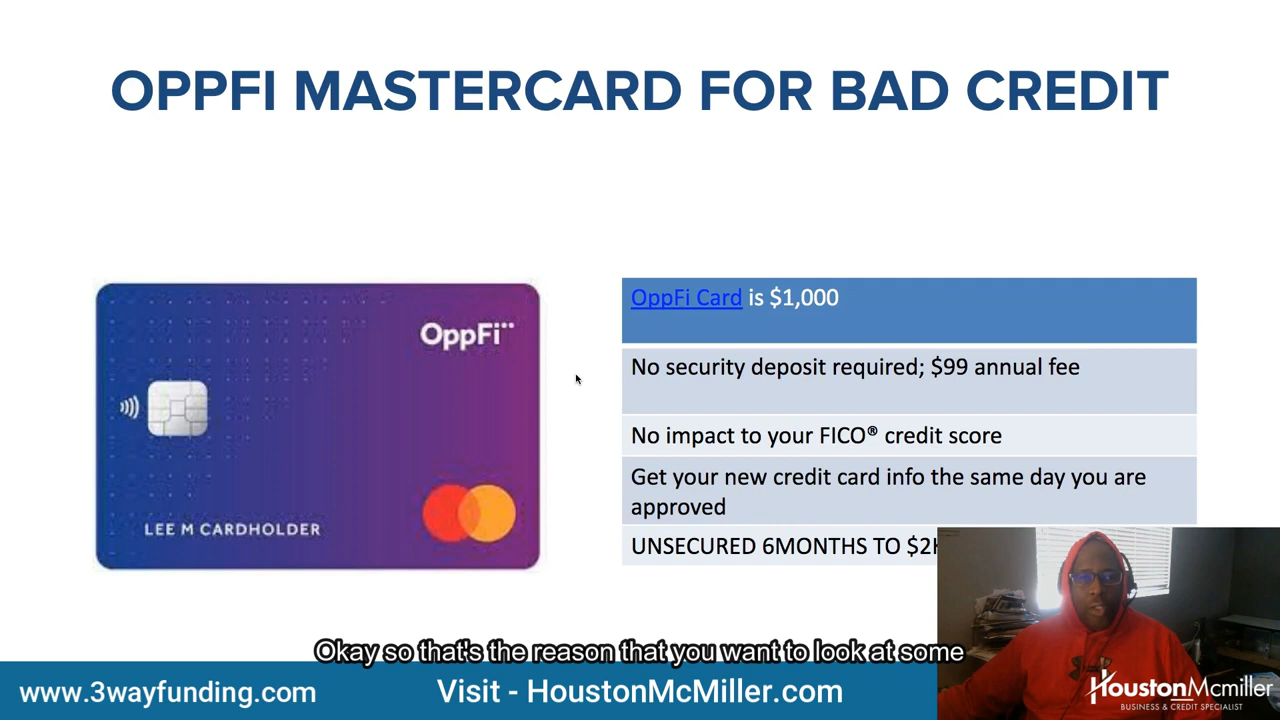 OPPFI MASTERCARD FOR BAD CREDIT
OppFi
LEE M CARDHOLDER
OppFi Card is $1,000
No security deposit required; $99 annual fee
No impact to your FICO® credit score
Get your new credit card info the same day you are
approved
UNSECURED 6MONTHS TO $2
Okay so that's the reason that you want to look at some
www.3wayfunding.com
Visit - HoustonMcMiller.com
HoustonMcmiller
BUSINESS & CREDIT SPECIALIST